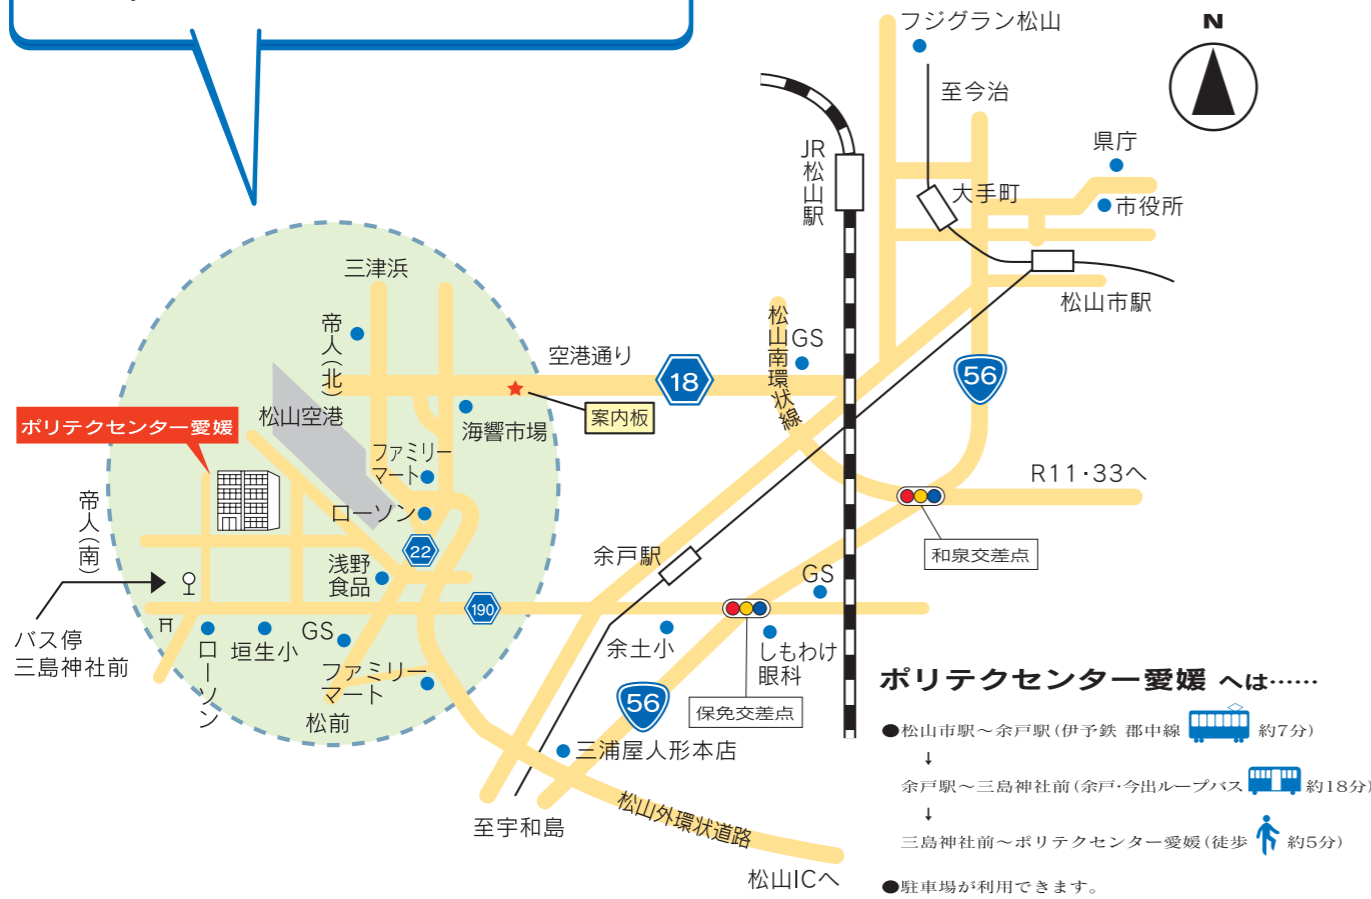 フジグラン松山
N
至今治
県庁
JR松山駅
大手町
市役所
三津浜
松山市駅
帝人(北)
松山南環状線
GS
空港通り
18
56
松山空港
案内板
ポリテクセンター愛媛
海響市場
ファミリー
マート
R11・33へ
帝人(南)
ローソン
22
余戸駅
和泉交差点
浅野
食品
GS
190
バス停
三島神社前
ローソン
垣生小
GS
余土小
しもわけ
眼科
ファミリー
マート
松前
56
保免交差点
三浦屋人形本店
至宇和島
松山外環状道路
松山ICへ
ポリテクセンター愛媛 へは……
●松山市駅～余戸駅(伊予鉄 郡中線 約7分)
↓
余戸駅～三島神社前(余戸・今出ループバス 約18分)
↓
三島神社前～ポリテクセンター愛媛(徒歩 約5分)
●駐車場が利用できます。